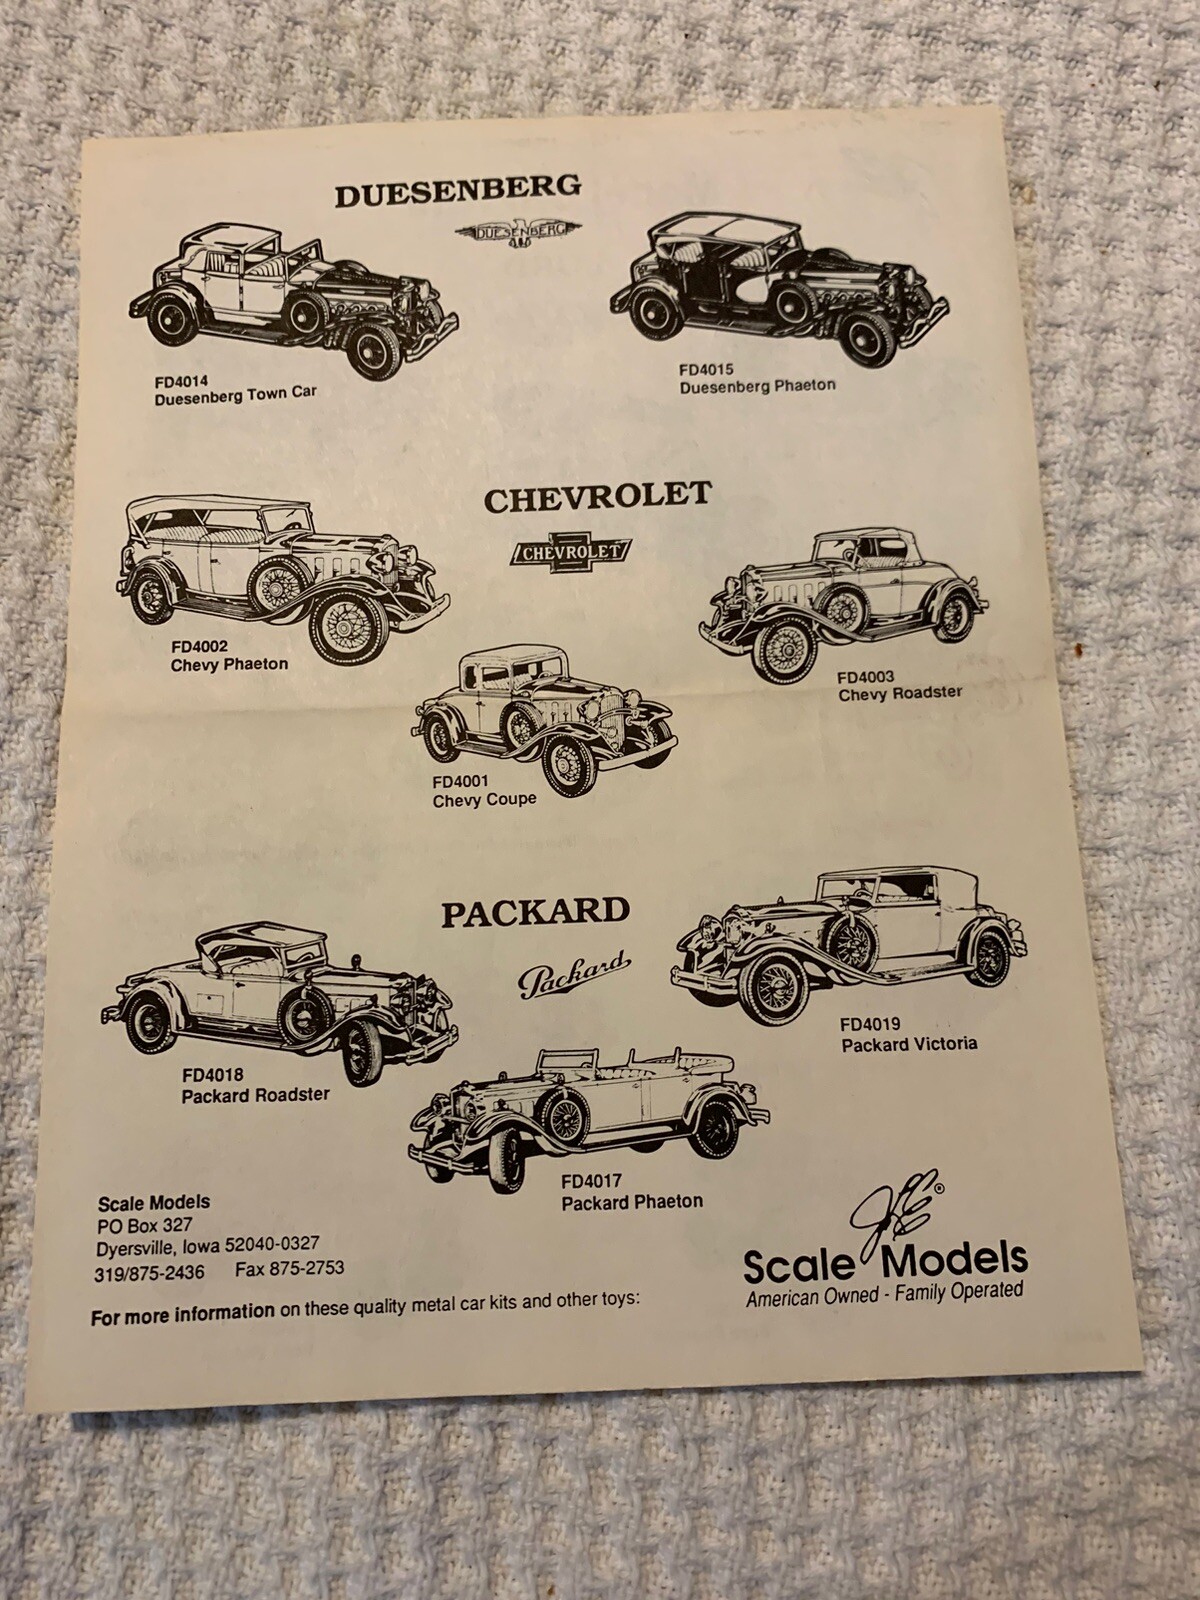 DUESENBERG
DUESENBERG
FD4014
Duesenberg Town Car
FD4015
Duesenberg Phaeton
CHEVROLET
CHEVROLET
FD4002
Chevy Phaeton
FD4003
Chevy Roadster
FD4001
Chevy Coupe
PACKARD
Packard
FD4018
Packard Roadster
FD4019
Packard Victoria
FD4017
Packard Phaeton
Scale Models
PO Box 327
Dyersville, Iowa 52040-0327
319/875-2436 Fax 875-2753
For more information on these quality metal car kits and other toys:
JLE®
Scale Models
American Owned - Family Operated